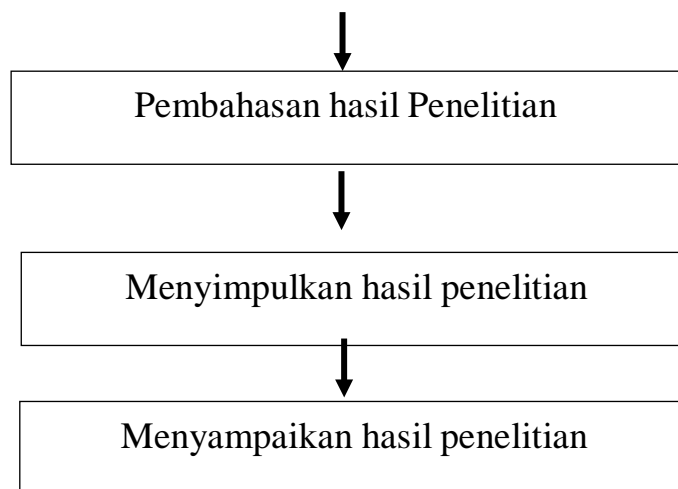 Pembahasan hasil Penelitian
Menyimpulkan hasil penelitian
Menyampaikan hasil penelitian